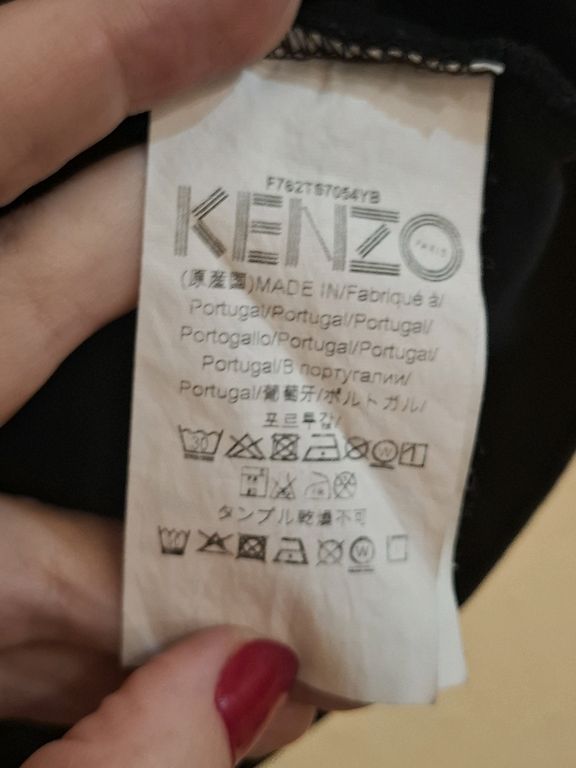 F762TS7054YB
KENZO
PARIS
(原産国)MADE IN/Fabriqué à/
Portugal/Portugal/Portugal/
Portogallo/Portugal/Portugal/
Portugal/В португалии/
Portugal/葡萄牙/ポルトガル/
포르투갈/
30
W
タンブル乾燥不可
W